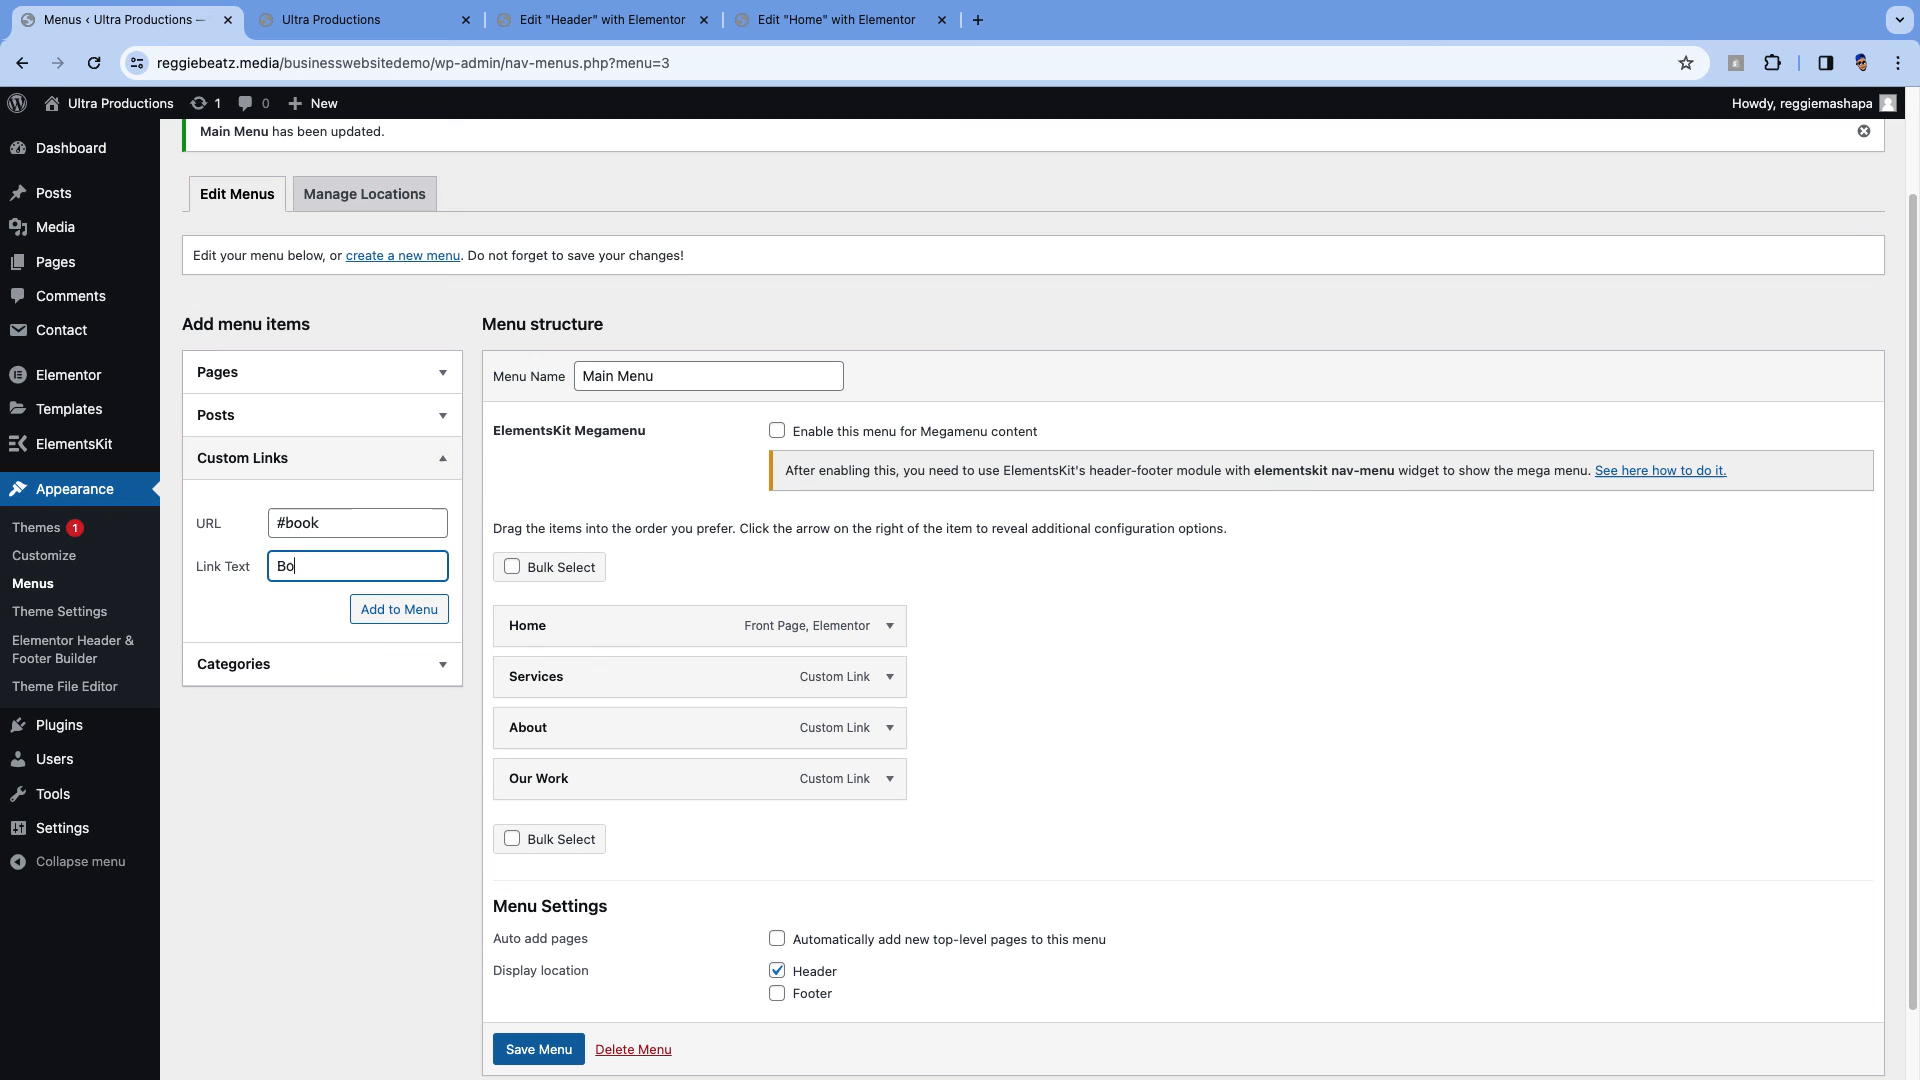 Menus ‹ Ultra Productions —
Ultra Productions
Edit "Header" with Elementor
Edit "Home" with Elementor
reggiebeatz.media/businesswebsitedemo/wp-admin/nav-menus.php?menu=3
Ultra Productions
1
0
New
Howdy, reggiemashapa
Dashboard
Posts
Media
Pages
Comments
Contact
Elementor
Templates
ElementsKit
Appearance
Themes 1
Customize
Menus
Theme Settings
Elementor Header &
Footer Builder
Theme File Editor
Plugins
Users
Tools
Settings
Collapse menu
Main Menu has been updated.
Edit Menus
Manage Locations
Edit your menu below, or create a new menu. Do not forget to save your changes!
Add menu items
Pages
Posts
Custom Links
URL
#book
Link Text
Bo
Add to Menu
Categories
Menu structure
Menu Name
Main Menu
ElementsKit Megamenu
Enable this menu for Megamenu content
After enabling this, you need to use ElementsKit's header-footer module with elementskit nav-menu widget to show the mega menu. See here how to do it.
Drag the items into the order you prefer. Click the arrow on the right of the item to reveal additional configuration options.
Bulk Select
Home
Front Page, Elementor
Services
Custom Link
About
Custom Link
Our Work
Custom Link
Bulk Select
Menu Settings
Auto add pages
Automatically add new top-level pages to this menu
Display location
Header
Footer
Save Menu
Delete Menu